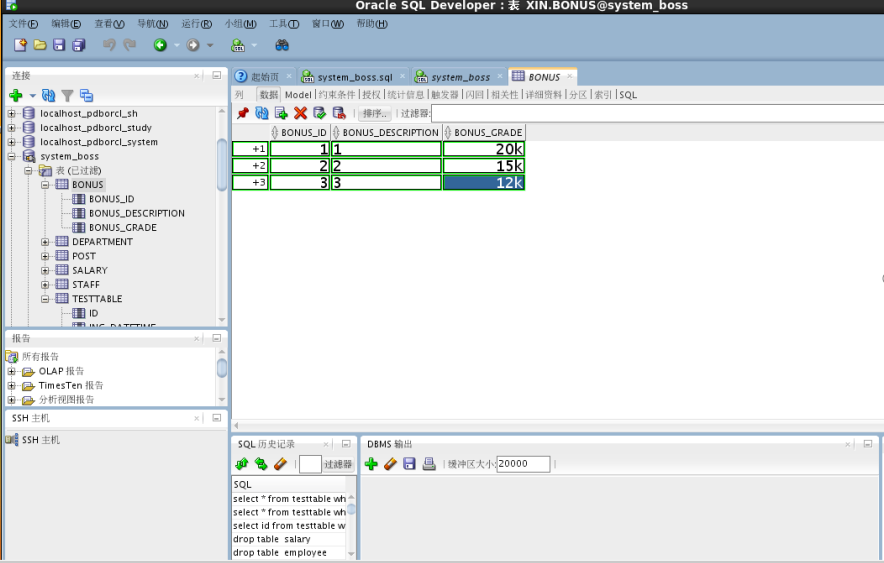 Oracle SQL Developer : 表 XIN.BONUS@system_boss
文件(F) 编辑(E) 查看(V) 导航(N) 运行(R) 小组(M) 工具(T) 窗口(W) 帮助(H)
连接
localhost_pdborcl_sh
localhost_pdborcl_study
localhost_pdborcl_system
system_boss
表 (已过滤)
BONUS
BONUS_ID
BONUS_DESCRIPTION
BONUS_GRADE
DEPARTMENT
POST
SALARY
STAFF
TESTTABLE
ID
ING_DATETIME
报告
所有报告
OLAP 报告
TimesTen 报告
分析视图报告
SSH 主机
SSH 主机
起始页 system_boss.sql system_boss BONUS
列 数据 Model 约束条件 授权 统计信息 触发器 闪回 相关性 详细资料 分区 索引 SQL
排序.. 过滤器:
BONUS_ID BONUS_DESCRIPTION BONUS_GRADE
+1 1 1 20k
+2 2 2 15k
+3 3 3 12k
SQL 历史记录
过滤器
SQL
select * from testtable wh
select * from testtable wh
select id from testtable w
drop table salary
drop table employee
DBMS 输出
缓冲区大小: 20000